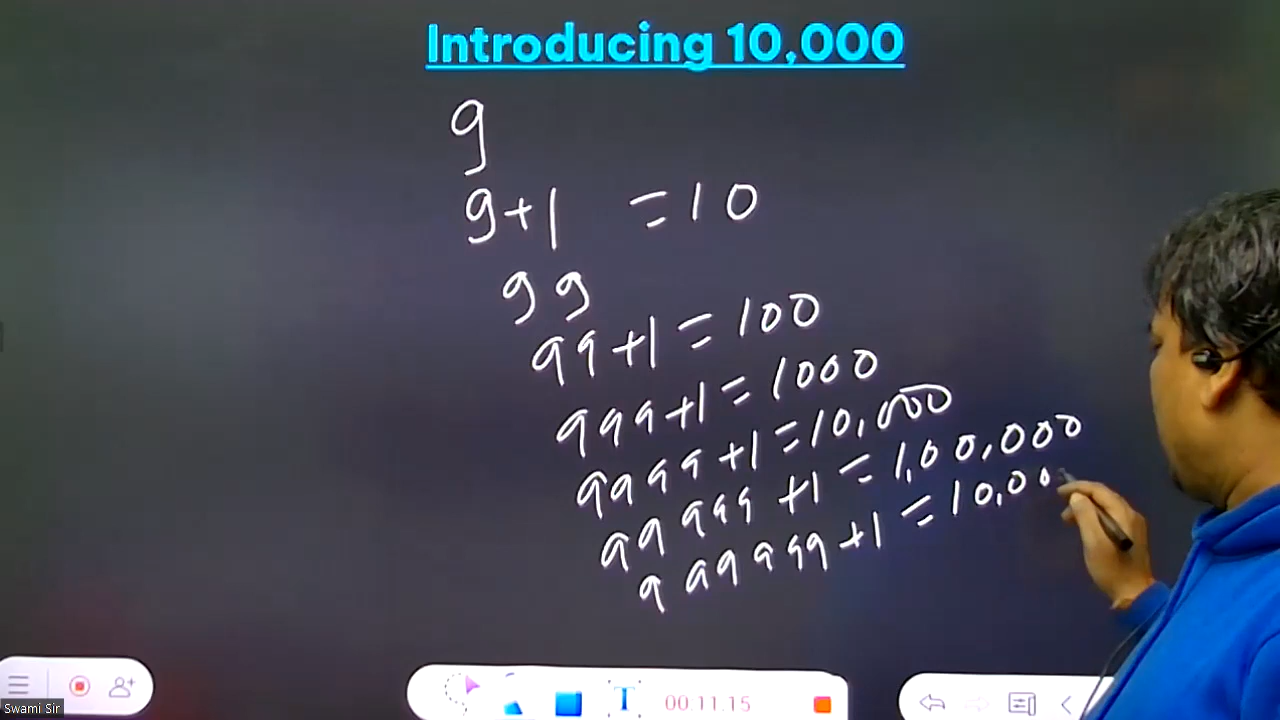 Introducing 10,000
9
9+1 =10
99
99+1=100
999+1=1000
9999+1=10,000
99999+1=1,00,000
999999+1=10,00
T 00:11.15
Swami Sir